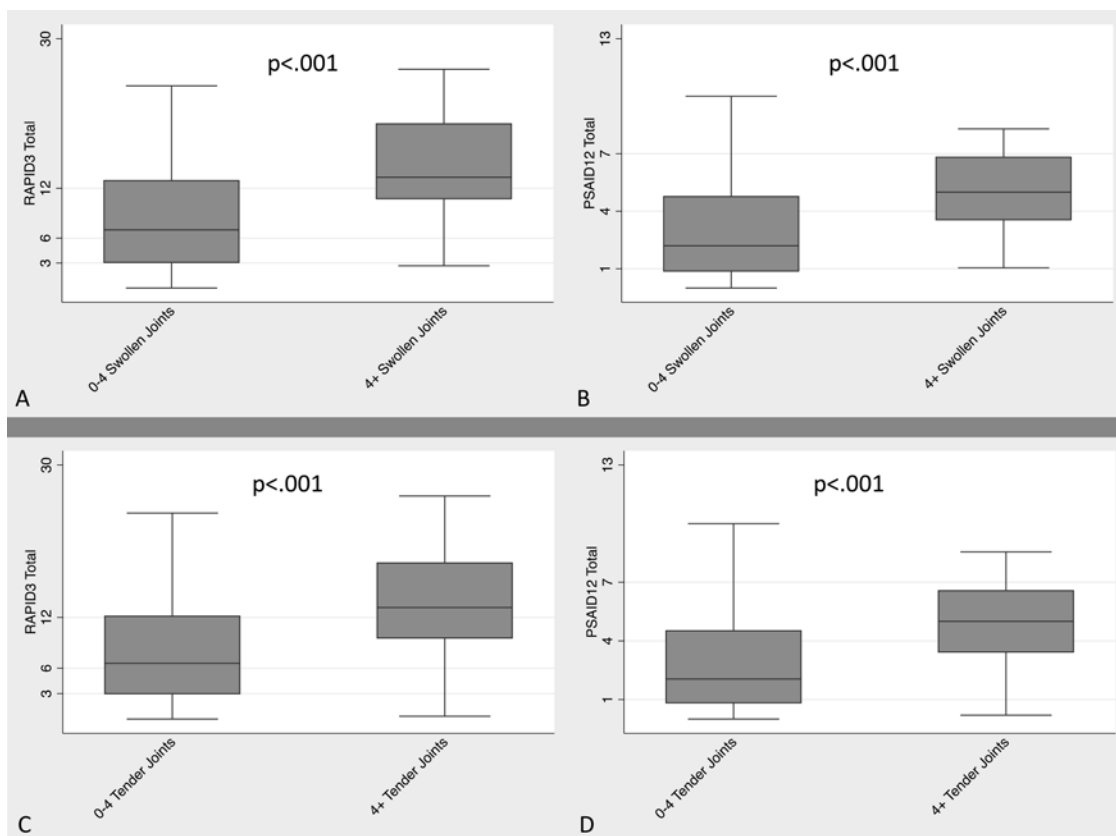 30
12
6
3
RAPID3 Total
p<.001
0-4 Swollen Joints
4+ Swollen Joints
A
13
7
4
1
PSAID12 Total
p<.001
0-4 Swollen Joints
4+ Swollen Joints
B
30
12
6
3
RAPID3 Total
p<.001
0-4 Tender Joints
4+ Tender Joints
C
13
7
4
1
PSAID12 Total
p<.001
0-4 Tender Joints
4+ Tender Joints
D